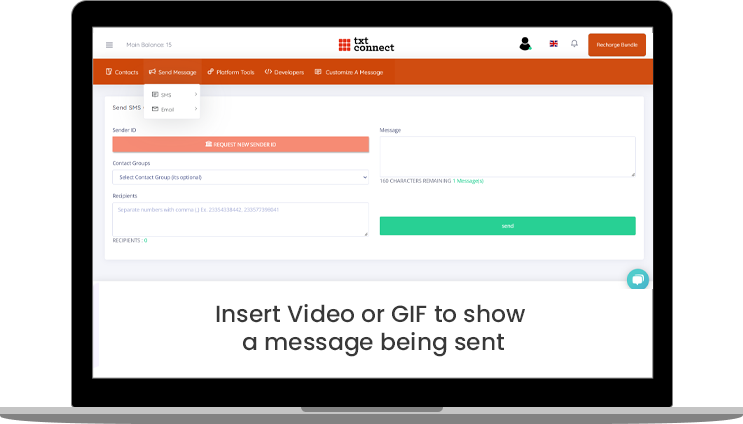 Main Balance: 15
txt
connect
Recharge Bundle
Contacts
Send Message
Platform Tools
Developers
Customize A Message
SMS
Email
Send SMS
Sender ID
REQUEST NEW SENDER ID
Message
Contact Groups
Select Contact Group (its optional)
160 CHARACTERS REMAINING 1 Message(s)
Recipients
Separate numbers with comma (,) Ex.
send
RECIPIENTS : 0
Insert Video or GIF to show
a message being sent